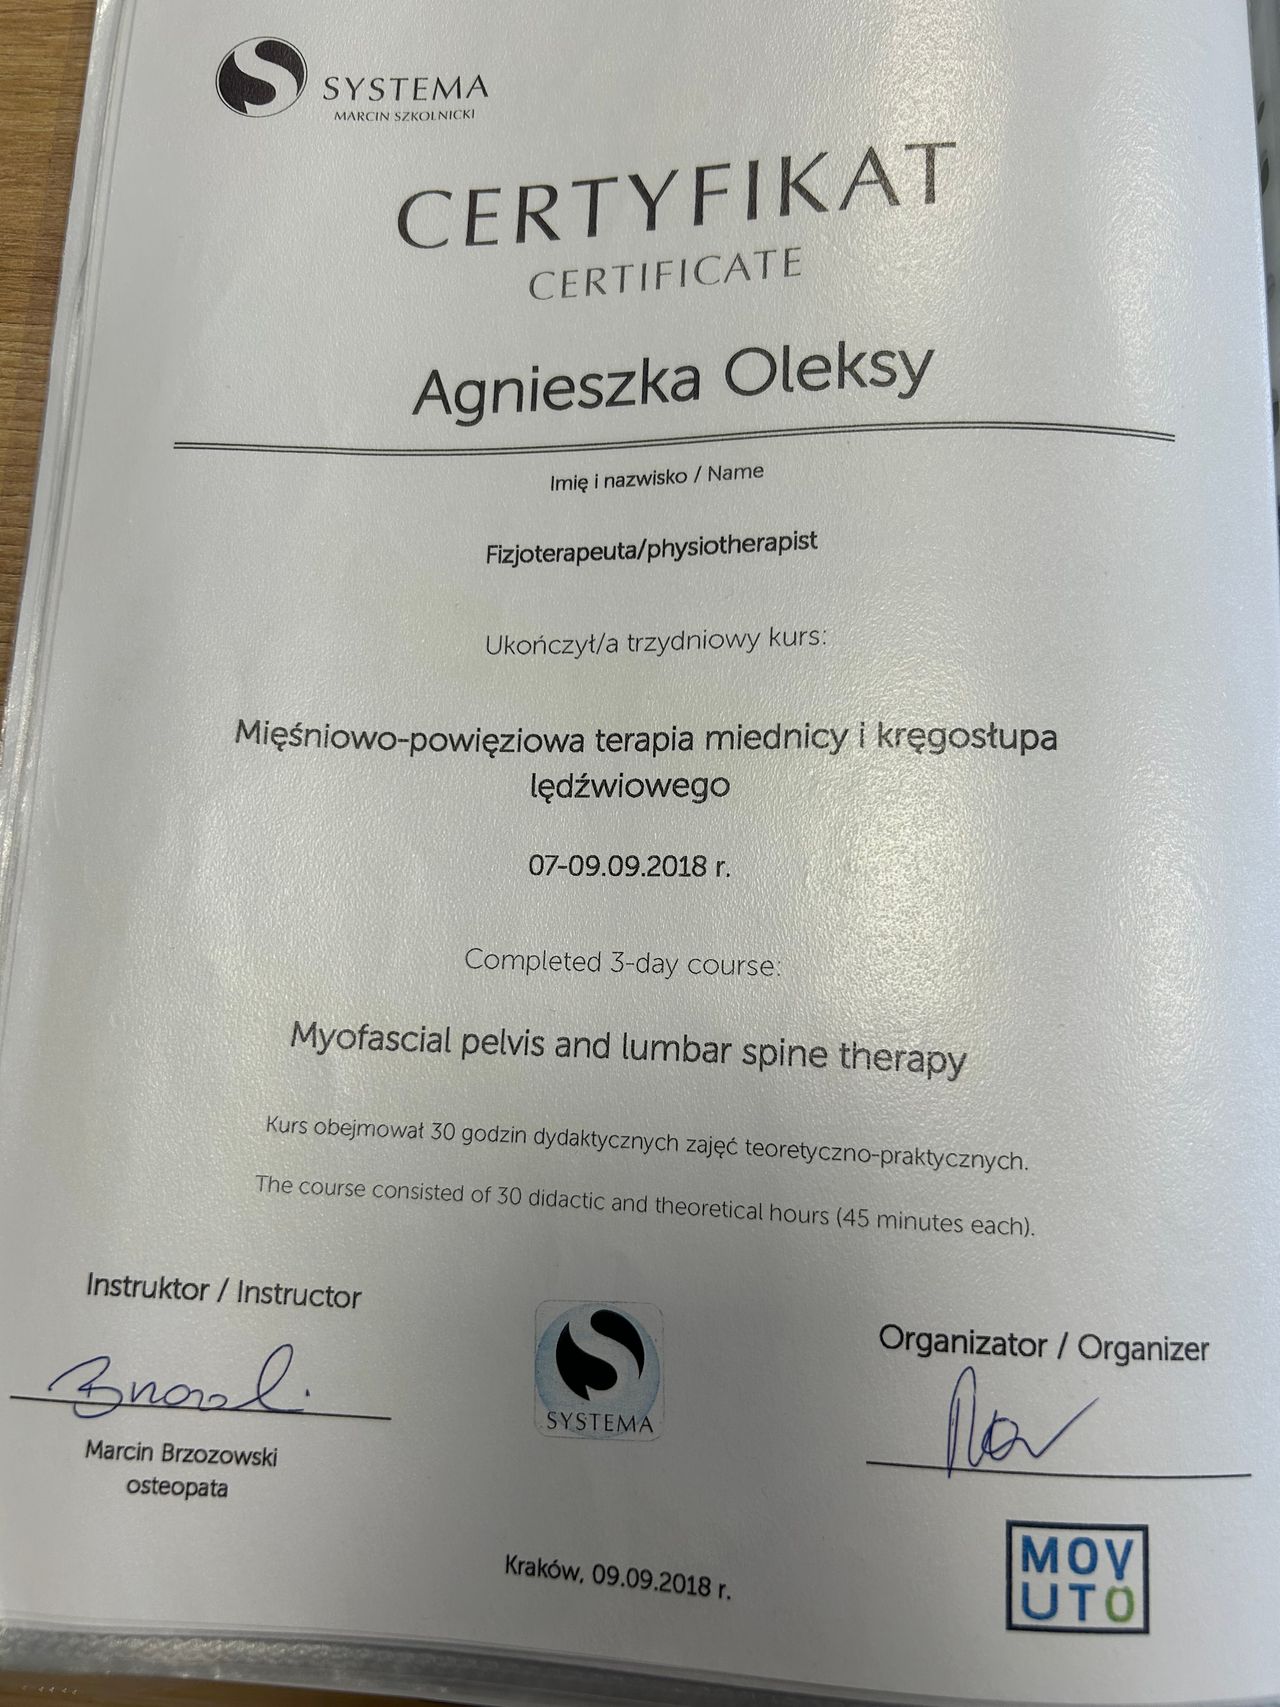 SYSTEMA
MARCIN SZKOLNICKI
CERTYFIKAT
CERTIFICATE
Agnieszka Oleksy
Imię i nazwisko / Name
Fizjoterapeuta/physiotherapist
Ukończył/a trzydniowy kurs:
Mięśniowo-powięziowa terapia miednicy i kręgosłupa
lędźwiowego
07-09.09.2018 r.
Completed 3-day course:
Myofascial pelvis and lumbar spine therapy
Kurs obejmował 30 godzin dydaktycznych zajęć teoretyczno-praktycznych.
The course consisted of 30 didactic and theoretical hours (45 minutes each).
Instruktor / Instructor
Marcin Brzozowski
osteopata
SYSTEMA
Organizator / Organizer
Kraków, 09.09.2018 r.
MOV
UTO